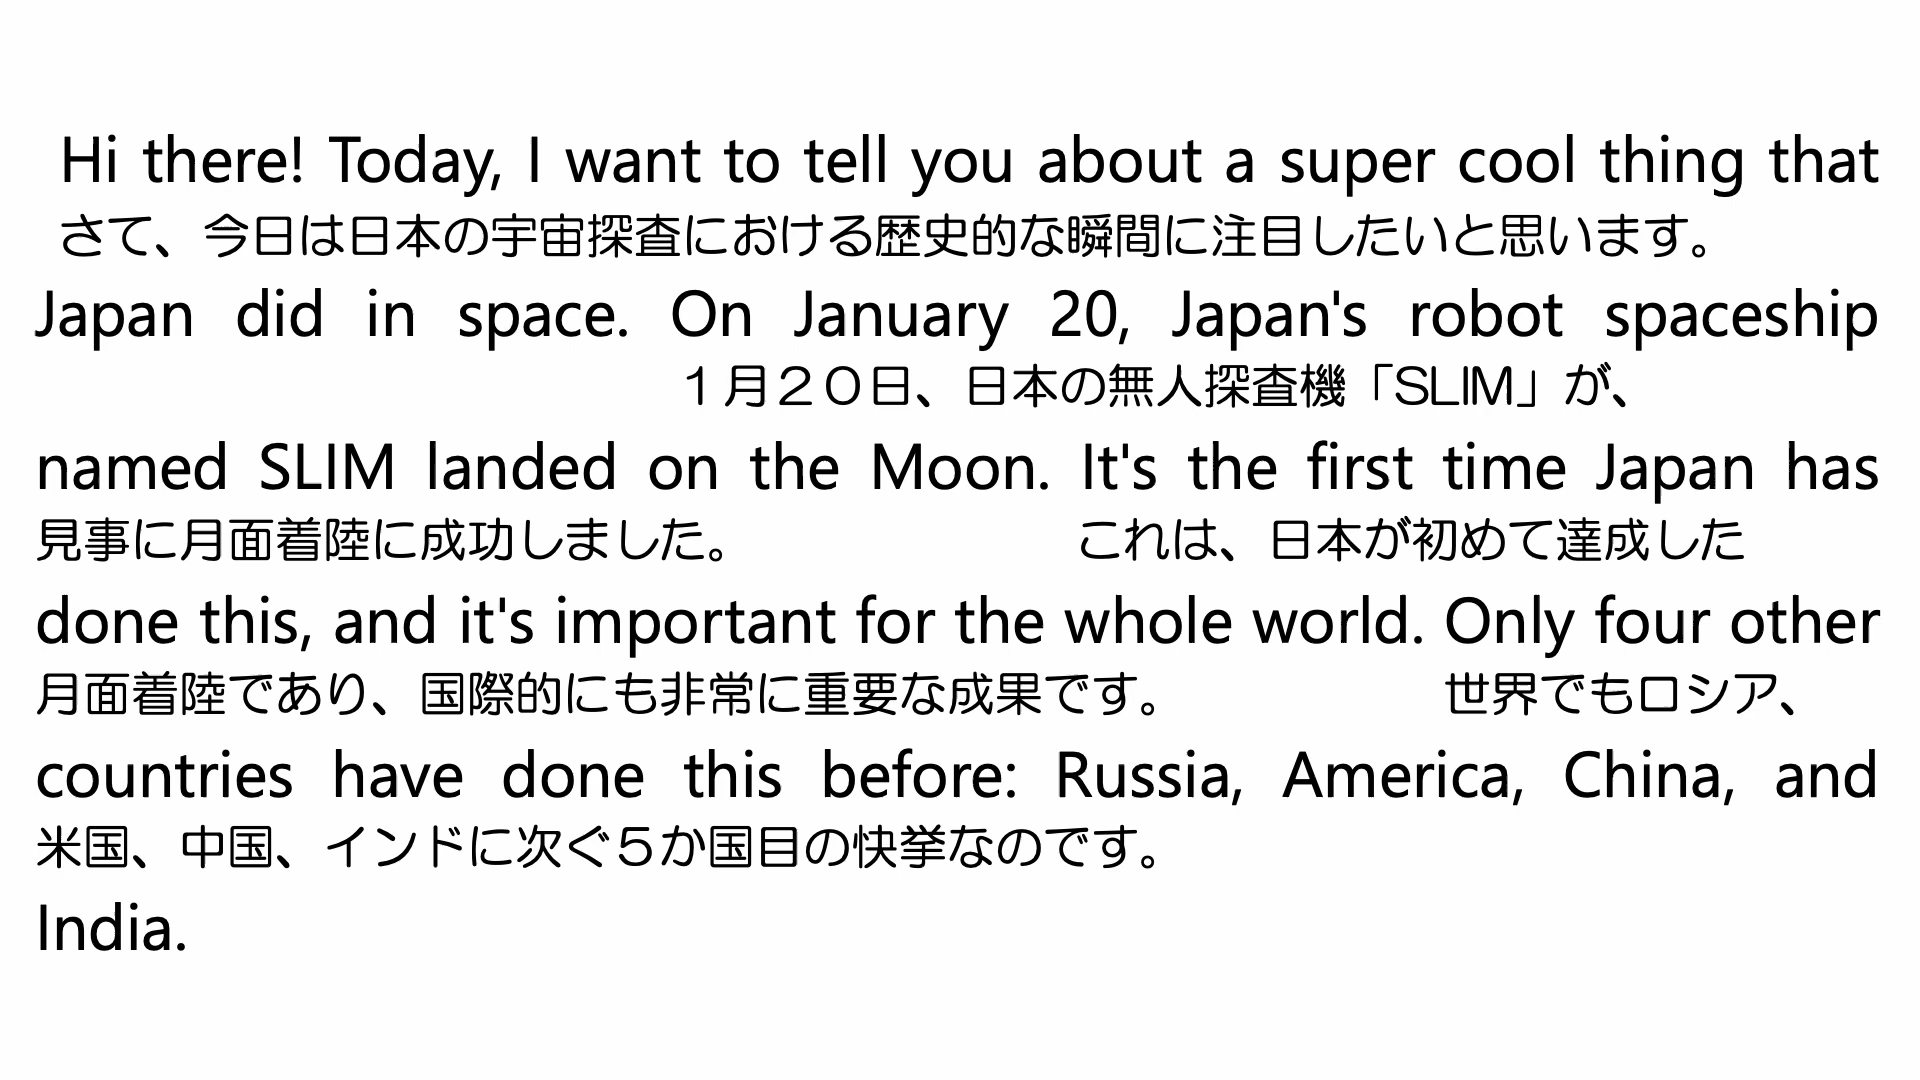 Hi there! Today, I want to tell you about a super cool thing that
さて、今日は日本の宇宙探査における歴史的な瞬間に注目したいと思います。
Japan did in space. On January 20, Japan's robot spaceship
１月２０日、日本の無人探査機「SLIM」が、
named SLIM landed on the Moon. It's the first time Japan has
見事に月面着陸に成功しました。 これは、日本が初めて達成した
done this, and it's important for the whole world. Only four other
月面着陸であり、国際的にも非常に重要な成果です。 世界でもロシア、
countries have done this before: Russia, America, China, and
米国、中国、インドに次ぐ５か国目の快挙なのです。
India.